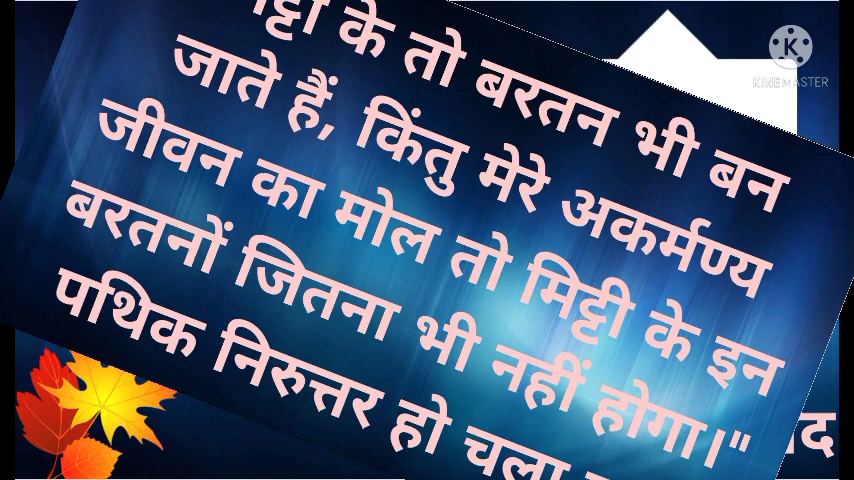 के तो बरतन भी बन
जाते हैं, किंतु मेरे अकर्मण्य
जीवन का मोल तो मिट्टी के इन
बरतनों जितना भी नहीं होगा।"
पथिक निरुत्तर हो चला
KINEMASTER